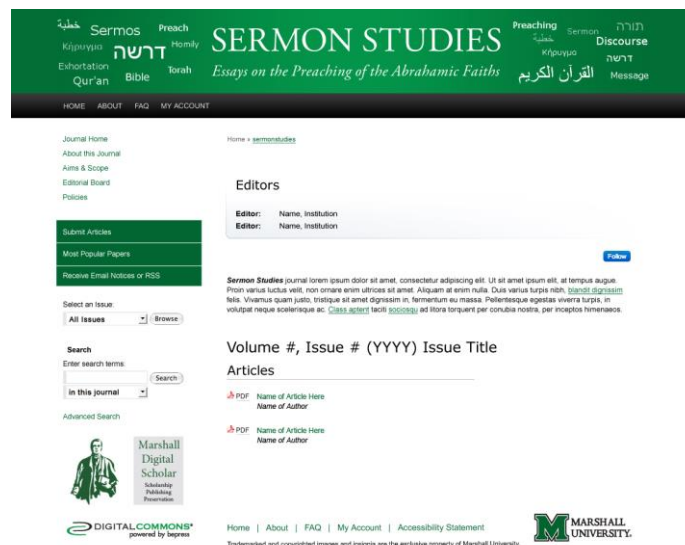 خطبة Sermos Preach
Κήρυγμα דרשה Homily
Exhortation Torah
Qur'an Bible
SERMON STUDIES
Essays on the Preaching of the Abrahamic Faiths
Preaching Sermon תורה
خطبة Discourse
Κήρυγμα דרשה
القرآن الكريم Message
HOME ABOUT FAQ MY ACCOUNT
Journal Home
About this Journal
Aims & Scope
Editorial Board
Policies
Submit Articles
Most Popular Papers
Receive Email Notices or RSS
Select an Issue:
All Issues Browse
Search
Enter search terms:
Search
in this journal
Advanced Search
Marshall
Digital
Scholar
Scholarship
Publishing
Preservation
DIGITALCOMMONS
powered by bepress
Home > sermonstudies
Editors
Editor: Name, Institution
Editor: Name, Institution
Follow
Sermon Studies journal lorem ipsum dolor sit amet, consectetur adipiscing elit. Ut sit amet ipsum elit, at tempus augue.
Proin varius luctus velit, non ornare enim ultrices sit amet. Aliquam at enim nulla. Duis varius turpis nibh, blandit dignissim
felis. Vivamus quam justo, tristique sit amet dignissim in, fermentum eu massa. Pellentesque egestas viverra turpis, in
volutpat neque scelerisque ac. Class aptent taciti sociosqu ad litora torquent per conubia nostra, per inceptos himenaeos.
Volume #, Issue # (YYYY) Issue Title
Articles
PDF Name of Article Here
Name of Author
PDF Name of Article Here
Name of Author
Home | About | FAQ | My Account | Accessibility Statement
Trademarked and copyrighted images and insignia are the exclusive property of Marshall University
M MARSHALL
UNIVERSITY.